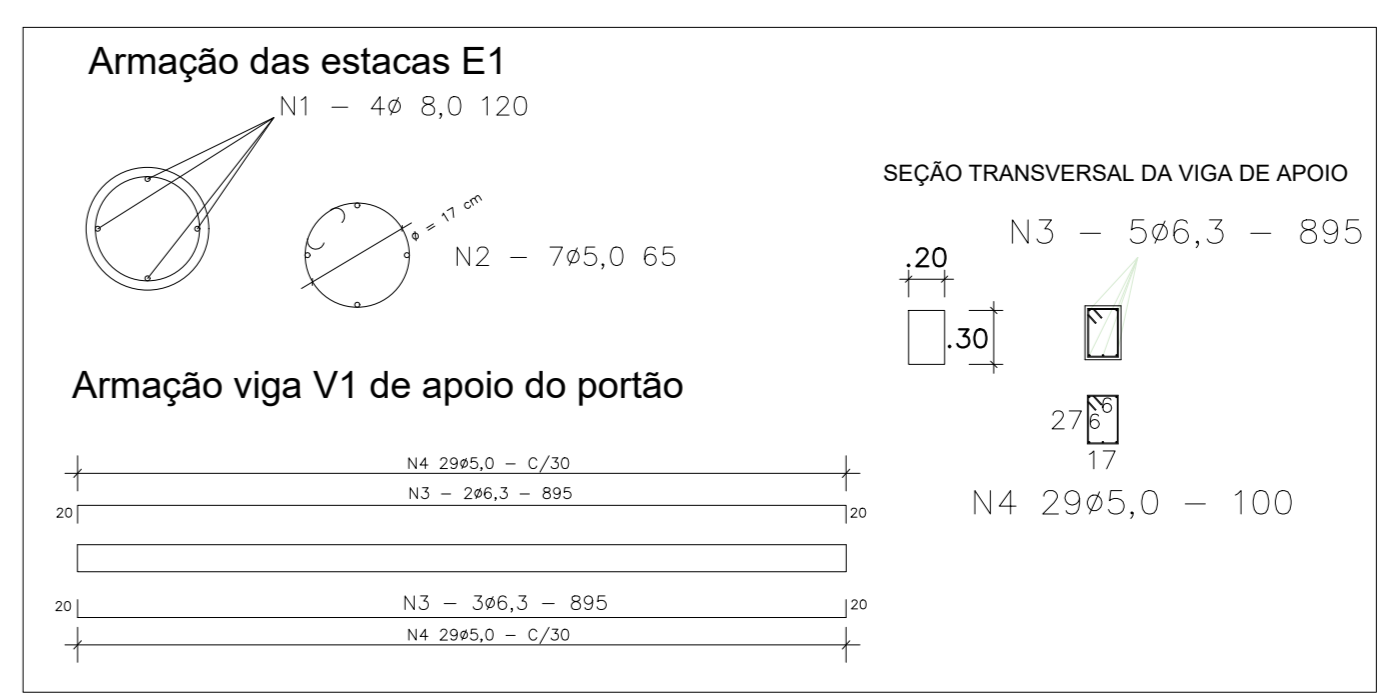 Armação das estacas E1
N1 - 4ø 8,0 120
ø = 17 cm
N2 - 7ø5,0 65
SEÇÃO TRANSVERSAL DA VIGA DE APOIO
N3 - 5ø6,3 - 895
.20
.30
27
6
6
17
N4 29ø5,0 - 100
Armação viga V1 de apoio do portão
N4 29ø5,0 - C/30
N3 - 2ø6,3 - 895
20
20
N3 - 3ø6,3 - 895
20
20
N4 29ø5,0 - C/30